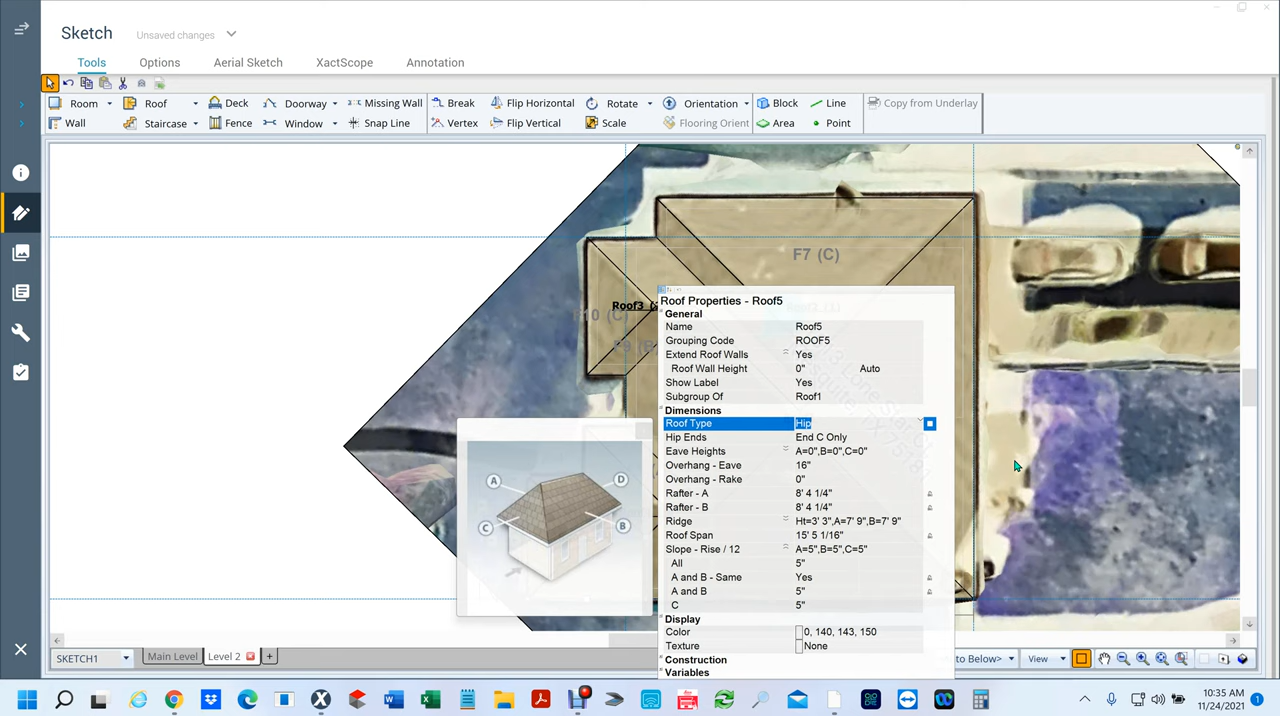 Sketch Unsaved changes
Tools Options Aerial Sketch XactScope Annotation
Room Roof Deck Doorway Missing Wall Break Flip Horizontal Rotate Orientation Block Line Copy from Underlay
Wall Staircase Fence Window Snap Line Vertex Flip Vertical Scale Flooring Orient Area Point
F7 (C)
Roof3
F10 (C)
F9
Roof Properties - Roof5
General
Name Roof5
Grouping Code ROOF5
Extend Roof Walls Yes
Roof Wall Height 0" Auto
Show Label Yes
Subgroup Of Roof1
Dimensions
Roof Type Hip
Hip Ends End C Only
Eave Heights A=0",B=0",C=0"
Overhang - Eave 16"
Overhang - Rake 0"
Rafter - A 8' 4 1/4"
Rafter - B 8' 4 1/4"
Ridge Ht=3' 3",A=7' 9",B=7' 9"
Roof Span 15' 5 1/16"
Slope - Rise / 12 A=5",B=5",C=5"
All 5"
A and B - Same Yes
A and B 5"
C 5"
Display
Color 0, 140, 143, 150
Texture None
Construction
Variables
A D
C B
SKETCH1 Main Level Level 2 + to Below> View
10:35 AM
11/24/2021